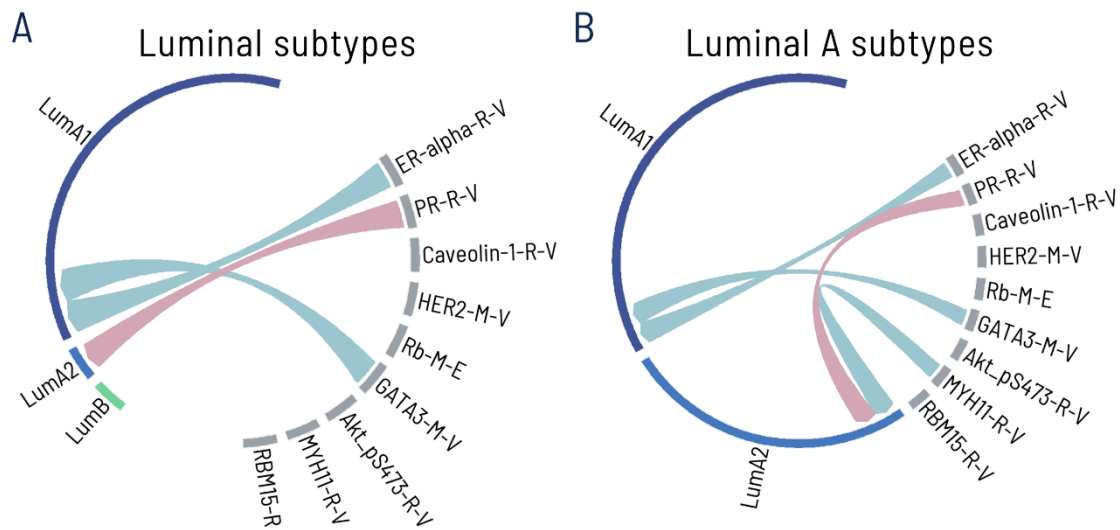 A
Luminal subtypes
LumA1
ER-alpha-R-V
PR-R-V
Caveolin-1-R-V
HER2-M-V
Rb-M-E
GATA3-M-V
Akt_pS473-R-V
MYH11-R-V
RBM15-R
LumA2
LumB
B
Luminal A subtypes
LumA1
ER-alpha-R-V
PR-R-V
Caveolin-1-R-V
HER2-M-V
Rb-M-E
GATA3-M-V
Akt_pS473-R-V
MYH11-R-V
RBM15-R-V
LumA2